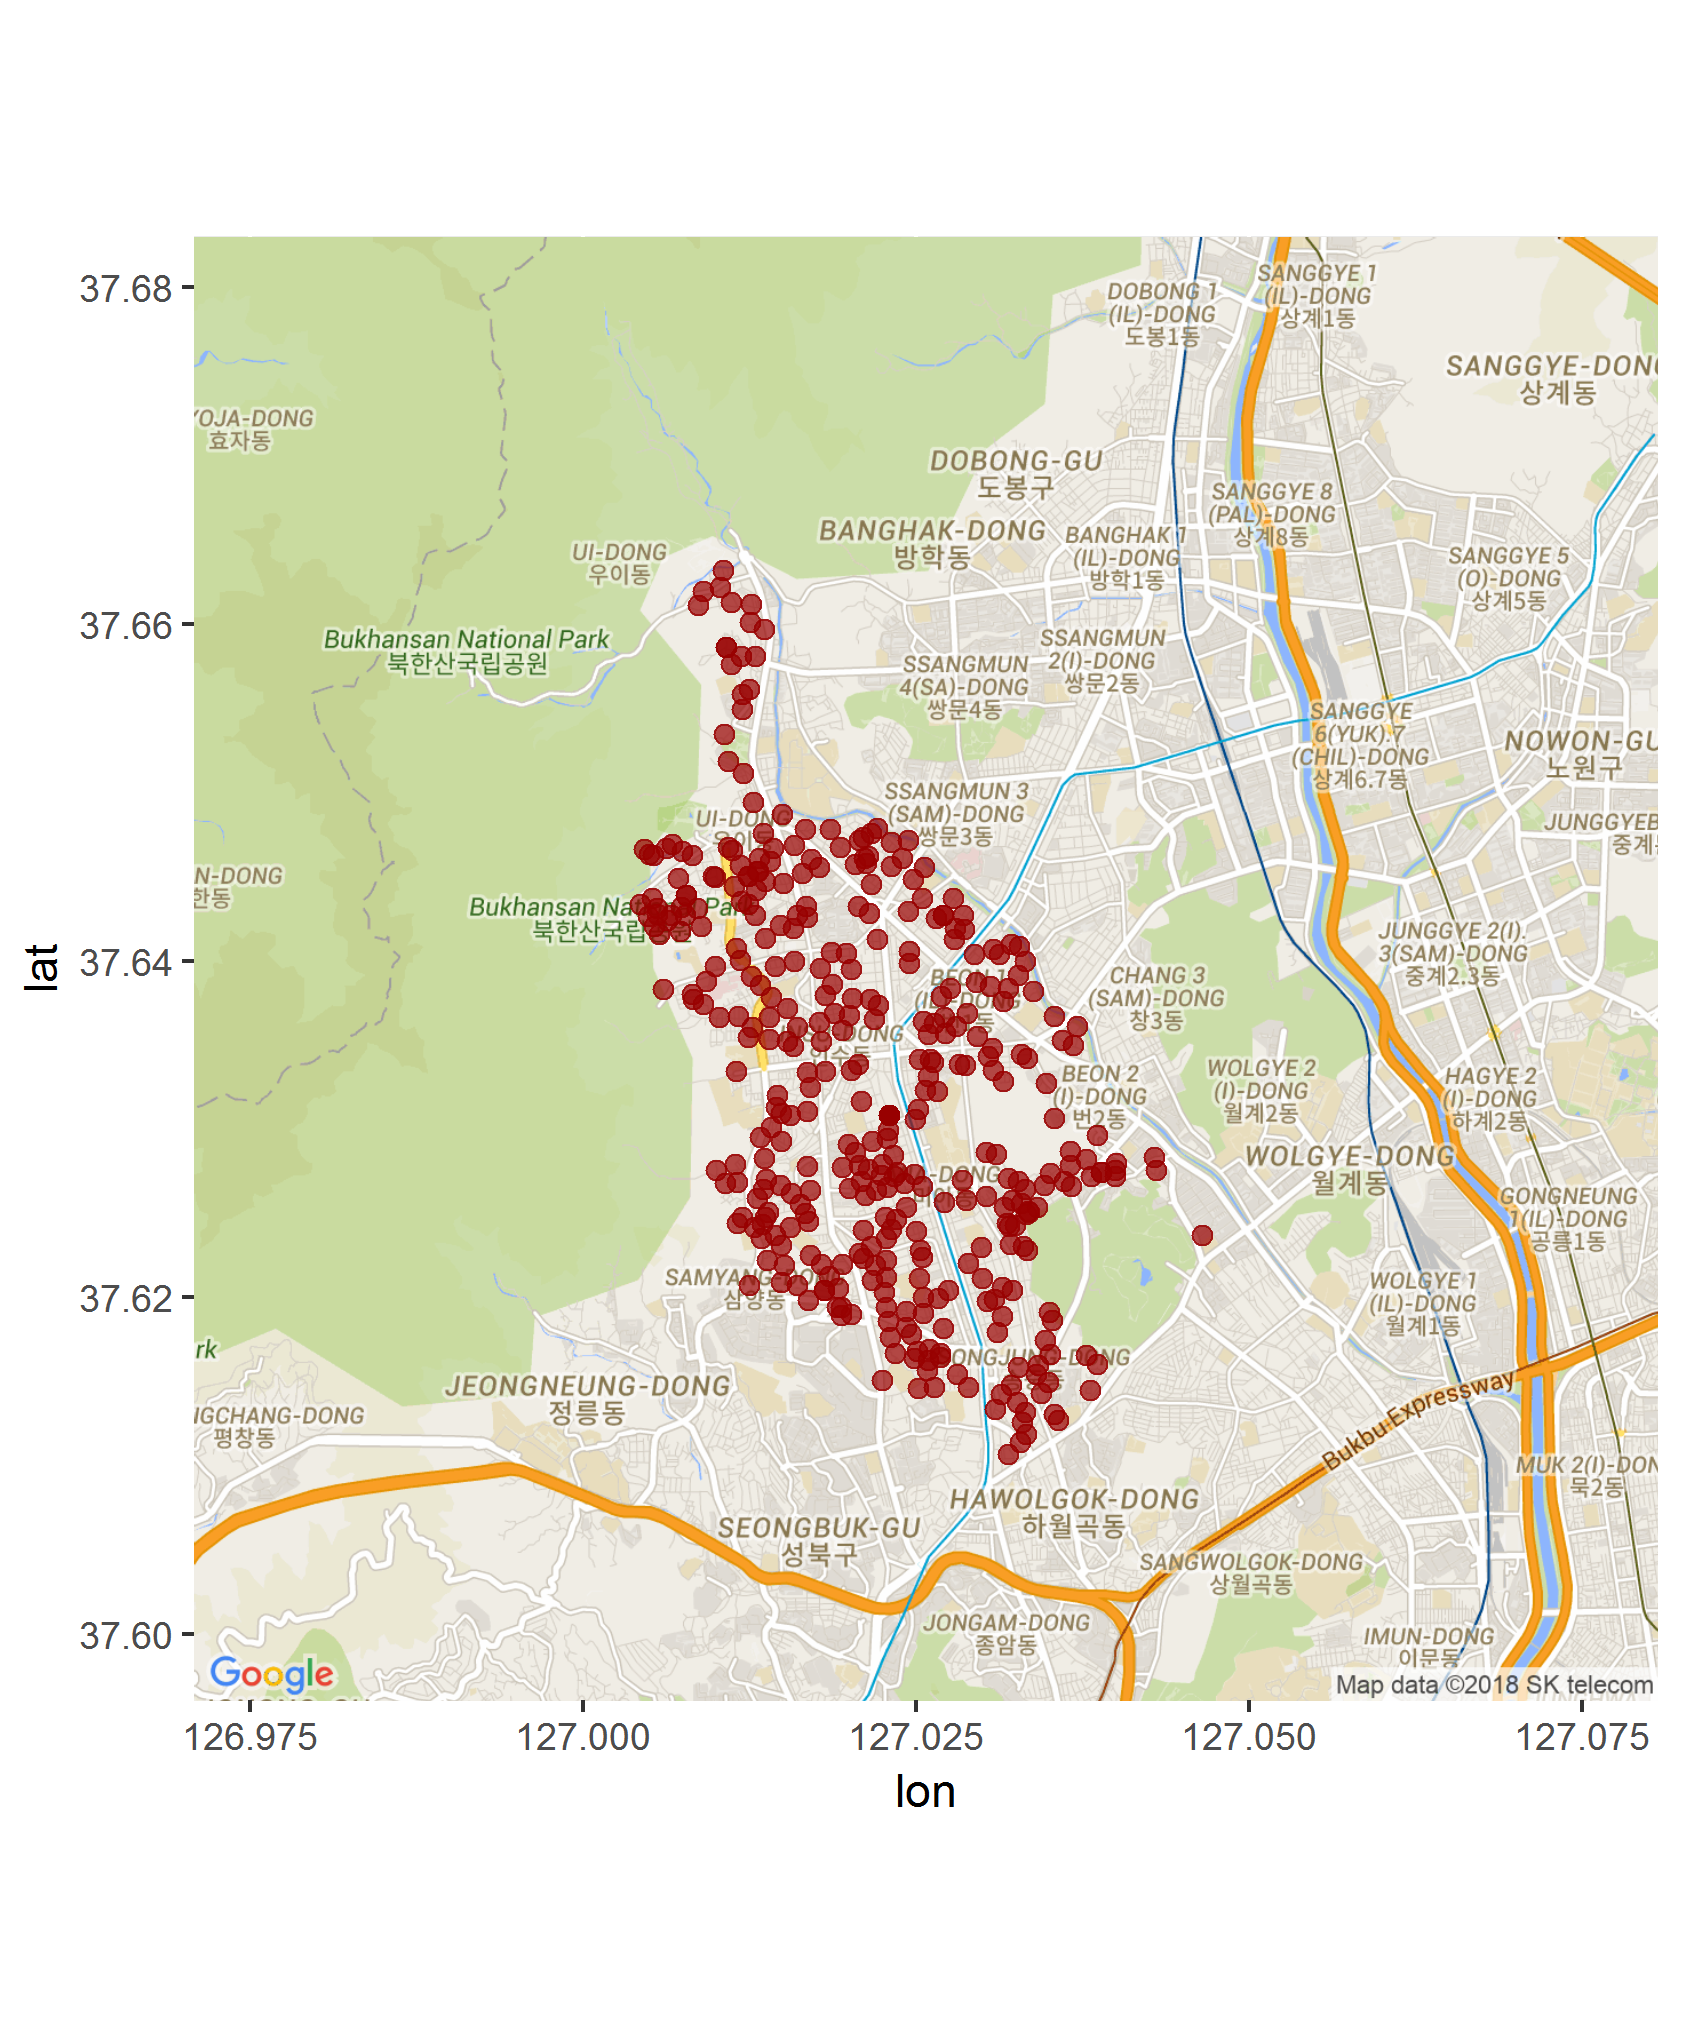 37.68
37.66
37.64
37.62
37.60
lat
126.975
127.000
127.025
127.050
127.075
lon
DOBONG 1
(IL)-DONG
도봉1동
SANGGYE 1
(IL)-DONG
상계1동
SANGGYE-DON
상계동
OJA-DONG
효자동
DOBONG-GU
도봉구
SANGGYE 8
(PAL)-DONG
상계8동
BANGHAK-DONG
방학동
BANGHAK 1
(IL)-DONG
방학1동
UI-DONG
우이동
SANGGYE 5
(O)-DONG
상계5동
Bukhansan National Park
북한산국립공원
SSANGMUN
2(I)-DONG
쌍문2동
SSANGMUN
4(SA)-DONG
쌍문4동
SANGGYE
6(YUK).7
(CHIL)-DONG
상계6.7동
NOWON-GU
노원구
SSANGMUN 3
(SAM)-DONG
쌍문3동
UI-DONG
JUNGGYEB
중계
N-DONG
한동
Bukhansan Na Par
북한산국립 원
JUNGGYE 2(I).
3(SAM)-DONG
중계2.3동
BEON 1
DONG
CHANG 3
(SAM)-DONG
창3동
DONG
BEON 2
(I)-DONG
번2동
WOLGYE 2
(I)-DONG
월계2동
HAGYE 2
(I)-DONG
하계2동
WOLGYE-DONG
월계동
-DONG
GONGNEUNG
1(IL)-DONG
공릉1동
SAMYANG-DONG
삼양동
WOLGYE 1
(IL)-DONG
월계1동
rk
ONGJUNG-DONG
JEONGNEUNG-DONG
정릉동
NGCHANG-DONG
평창동
Bukbu Expressway
MUK 2(I)-DON
묵2동
HAWOLGOK-DONG
하월곡동
SEONGBUK-GU
성북구
SANGWOLGOK-DONG
상월곡동
JONGAM-DONG
종암동
IMUN-DONG
이문동
Google
Map data ©2018 SK telecom